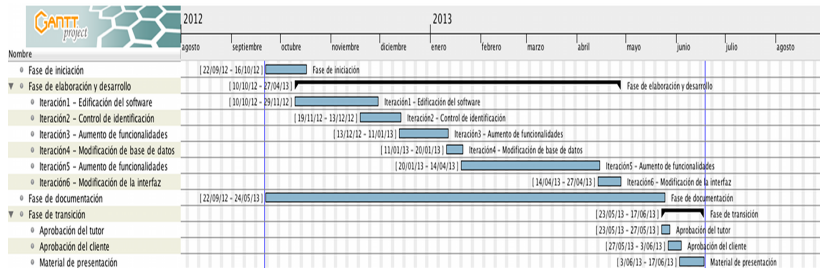 GANTT
project
2012 2013
agosto septiembre octubre noviembre diciembre enero febrero marzo abril mayo junio julio agosto
Nombre
Fase de iniciación [22/09/12 - 16/10/12] Fase de iniciación
Fase de elaboración y desarrollo [10/10/12 - 27/04/13] Fase de elaboración y desarrollo
Iteración1 - Edificación del software [10/10/12 - 29/11/12] Iteración1 - Edificación del software
Iteración2 - Control de identificación [19/11/12 - 13/12/12] Iteración2 - Control de identificación
Iteración3 - Aumento de funcionalidades [13/12/12 - 11/01/13] Iteración3 - Aumento de funcionalidades
Iteración4 - Modificación de base de datos [11/01/13 - 20/01/13] Iteración4 - Modificación de base de datos
Iteración5 - Aumento de funcionalidades [20/01/13 - 14/04/13] Iteración5 - Aumento de funcionalidades
Iteración6 - Modificación de la interfaz [14/04/13 - 27/04/13] Iteración6 - Modificación de la interfaz
Fase de documentación [22/09/12 - 24/05/13] Fase de documentación
Fase de transición [23/05/13 - 17/06/13] Fase de transición
Aprobación del tutor [23/05/13 - 27/05/13] Aprobación del tutor
Aprobación del cliente [27/05/13 - 3/06/13] Aprobación del cliente
Material de presentación [3/06/13 - 17/06/13] Material de presentación